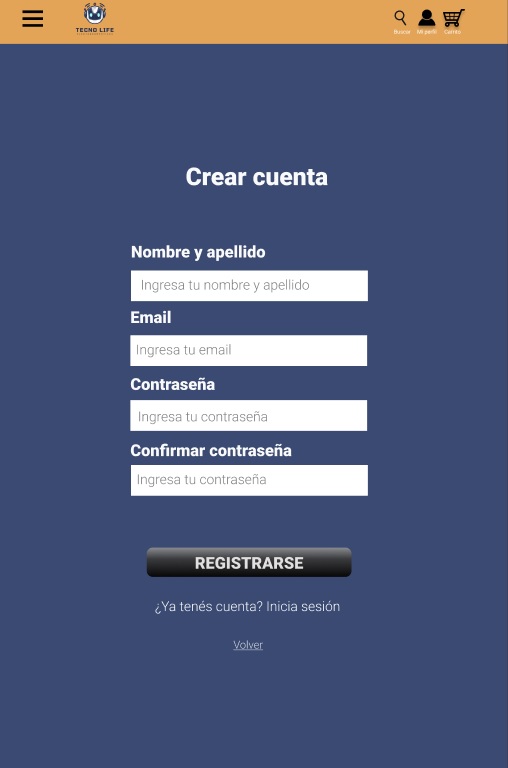 TECNO LIFE
Buscar Mi perfil Carrito
Crear cuenta
Nombre y apellido
Ingresa tu nombre y apellido
Email
Ingresa tu email
Contraseña
Ingresa tu contraseña
Confirmar contraseña
Ingresa tu contraseña
REGISTRARSE
¿Ya tenés cuenta? Inicia sesión
Volver